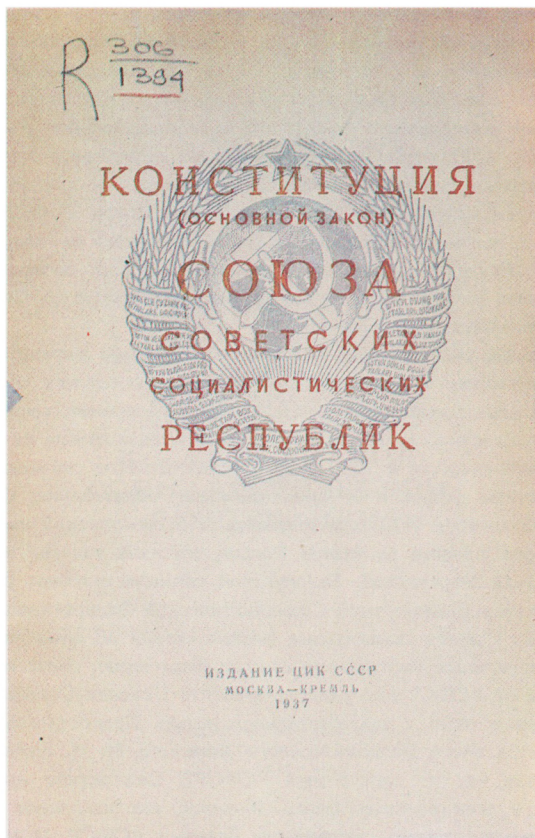 R 306
1384
КОНСТИТУЦИЯ
(ОСНОВНОЙ ЗАКОН)
СОЮЗА
СОВЕТСКИХ
СОЦИАЛИСТИЧЕСКИХ
РЕСПУБЛИК
ИЗДАНИЕ ЦИК СССР
МОСКВА—КРЕМЛЬ
1937